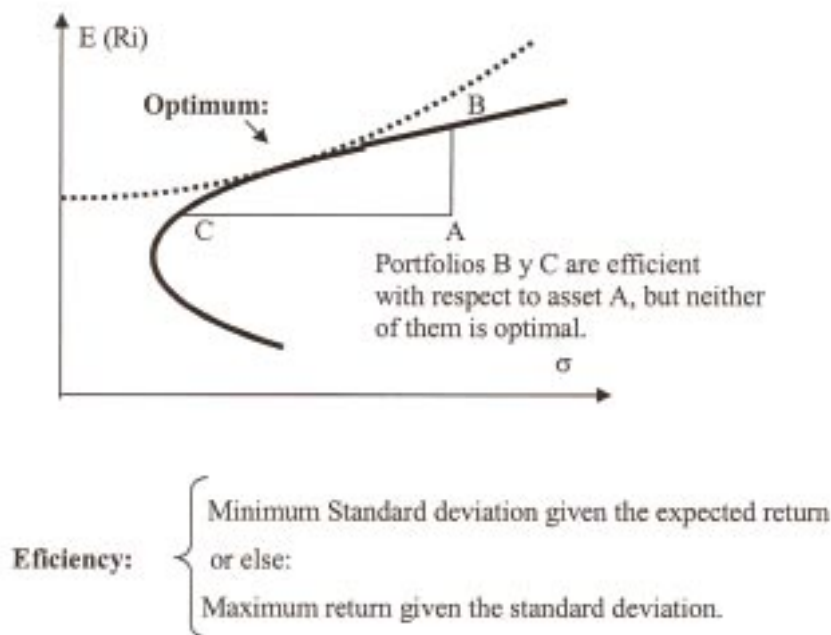 E (Ri)
Optimum:
B
C
A
Portfolios B y C are efficient
with respect to asset A, but neither
of them is optimal.
σ
Minimum Standard deviation given the expected return
Eficiency:
or else:
Maximum return given the standard deviation.